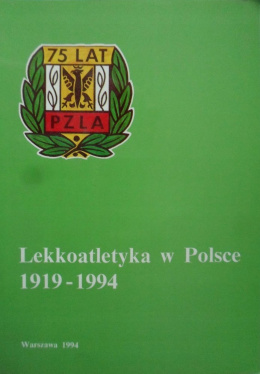 75 LAT
PZLA
Lekkoatletyka w Polsce
1919-1994
Warszawa 1994